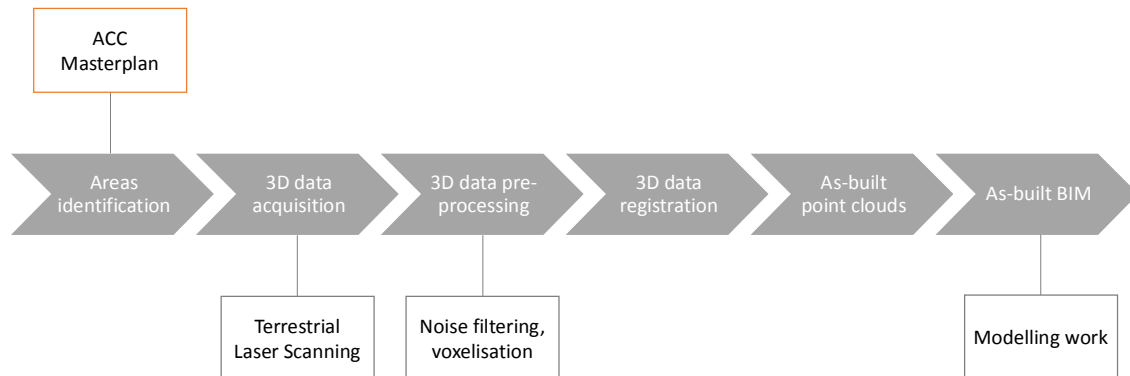 ACC
Masterplan
Areas
identification
3D data
acquisition
3D data pre-
processing
3D data
registration
As-built
point clouds
As-built BIM
Terrestrial
Laser Scanning
Noise filtering,
voxelisation
Modelling work